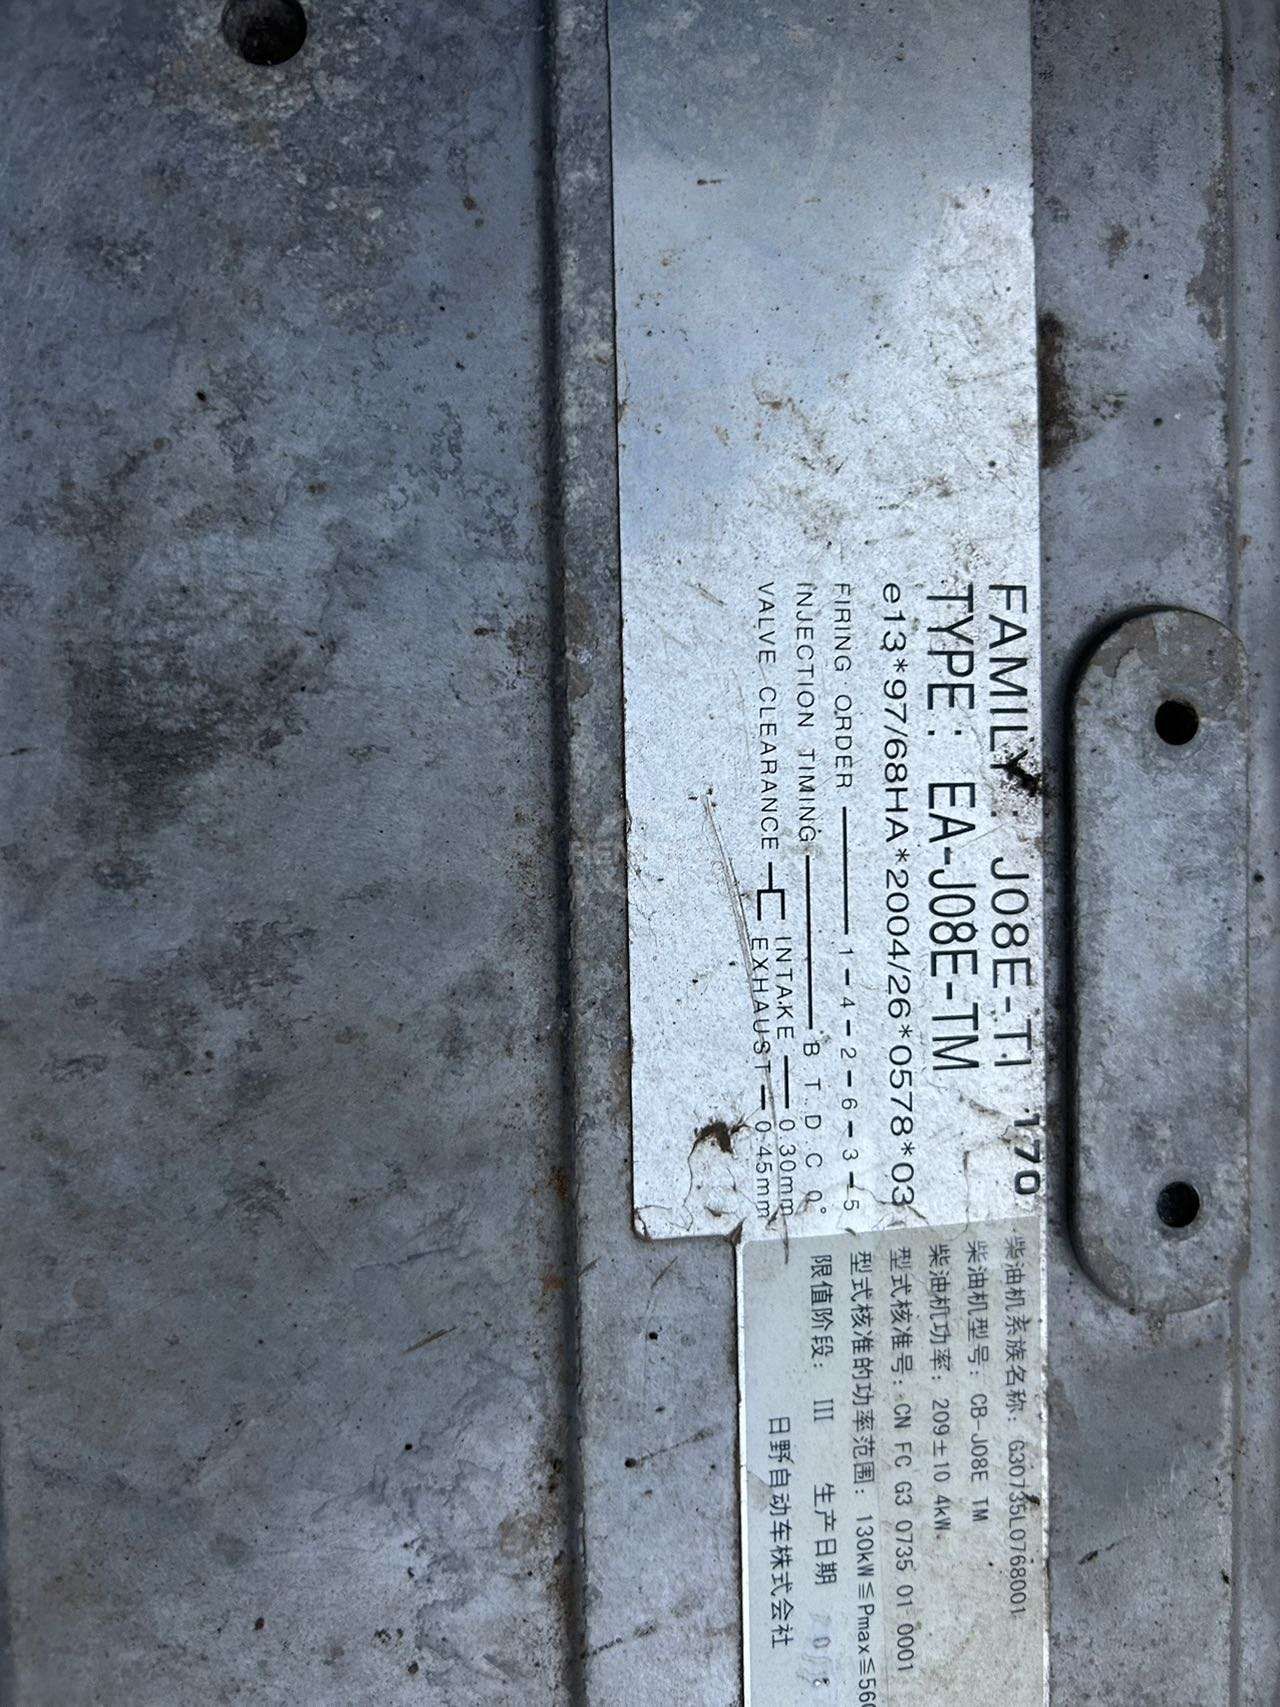 FAMILY: J08E-TI 170
TYPE: EA-J08E-TM
e13*97/68HA*2004/26*0578*03
FIRING ORDER 1-4-2-6-3-5
INJECTION TIMING B.T.D.C 0°
VALVE CLEARANCE INTAKE 0.30mm
EXHAUST 0.45mm
柴油机系族名称: G30735L0768001
柴油机型号: CB-J08E TM
柴油机功率: 209±10.4kW
型式核准号: CN FC G3 0735 01 0001
型式核准的功率范围: 130kW≦Pmax≦560
限值阶段: III 生产日期
日野自动车株式会社